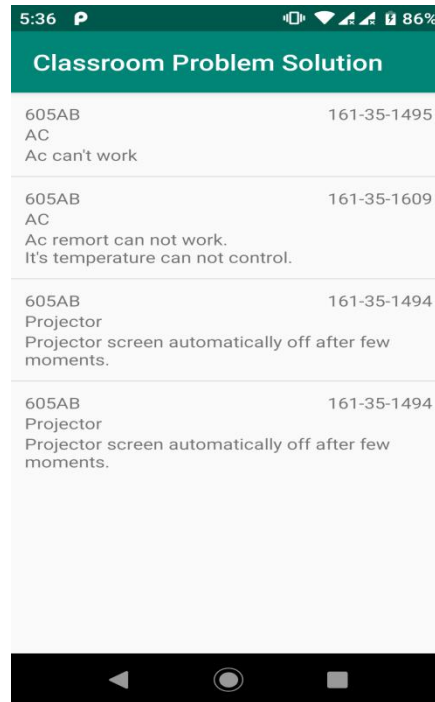 5:36 86%
Classroom Problem Solution
605AB 161-35-1495
AC
Ac can't work
605AB 161-35-1609
AC
Ac remort can not work.
It's temperature can not control.
605AB 161-35-1494
Projector
Projector screen automatically off after few
moments.
605AB 161-35-1494
Projector
Projector screen automatically off after few
moments.